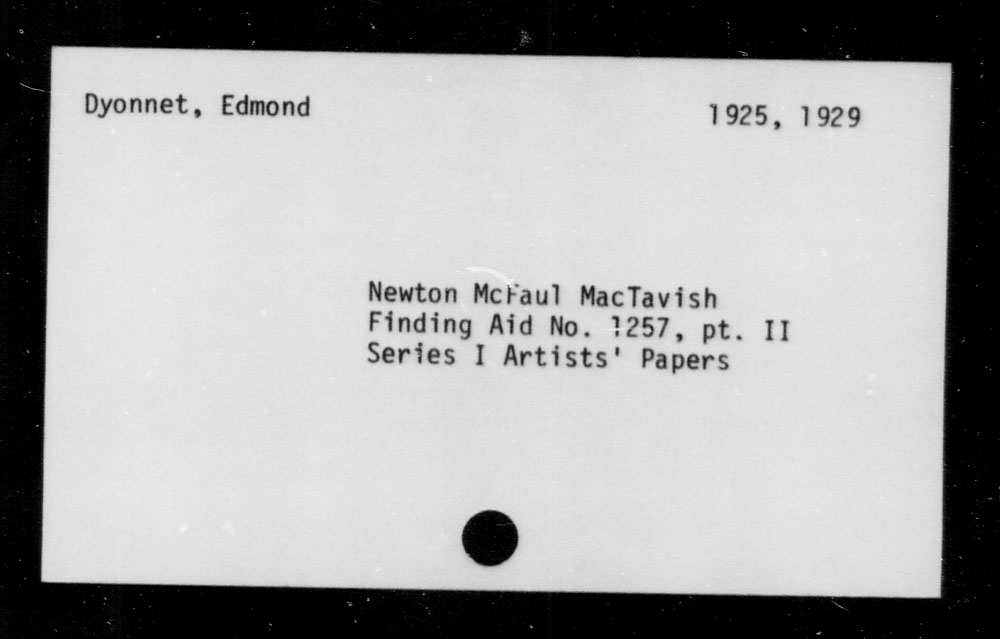 Dyonnet, Edmond 1925, 1929
Newton McFaul MacTavish
Finding Aid No. 1257, pt. II
Series I Artists' Papers